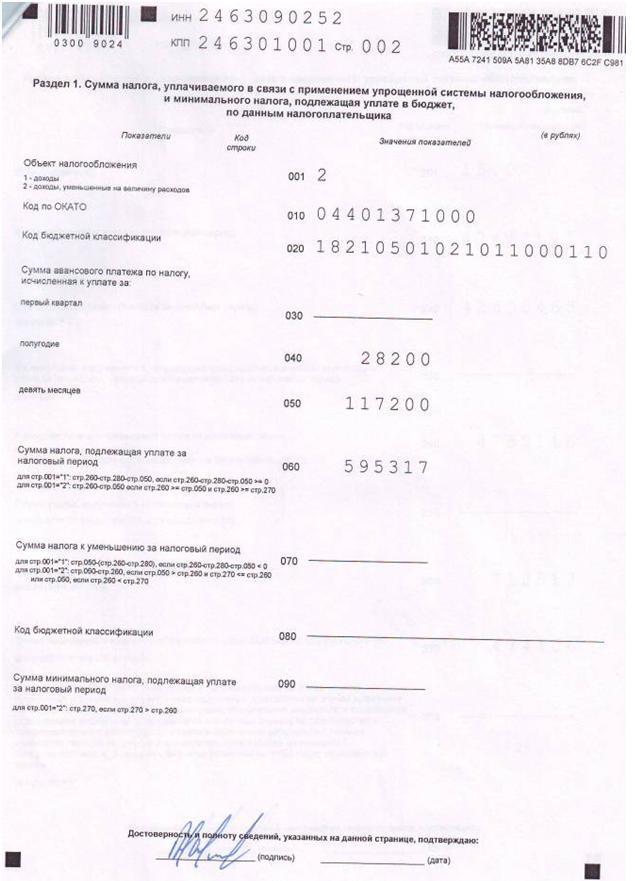 ИНН 2463090252
0300 9024
КПП 246301001 Стр. 002
A55A 7241 509A 5A81 35A8 8DB7 6C2F C981
Раздел 1. Сумма налога, уплачиваемого в связи с применением упрощенной системы налогообложения,
и минимального налога, подлежащая уплате в бюджет,
по данным налогоплательщика
Показатели Код строки Значения показателей (в рублях)
Объект налогообложения
1 - доходы
2 - доходы, уменьшенные на величину расходов
001 2
Код по ОКАТО
010 04401371000
Код бюджетной классификации
020 18210501021011000110
Сумма авансового платежа по налогу,
исчисленная к уплате за:
первый квартал
030
полугодие
040 28200
девять месяцев
050 117200
Сумма налога, подлежащая уплате за
налоговый период
060 595317
для стр.001="1": стр.260-стр.280-стр.050, если стр.260-стр.280-стр.050 >= 0
для стр.001="2": стр.260-стр.050 если стр.260 >= стр.050 и стр.260 >= стр.270
Сумма налога к уменьшению за налоговый период
070
для стр.001="1": стр.050-(стр.260-стр.280), если стр.260-стр.280-стр.050 < 0
для стр.001="2": стр.050-стр.260, если стр.050 > стр.260 и стр.270 <= стр.260
или стр.050, если стр.260 < стр.270
Код бюджетной классификации
080
Сумма минимального налога, подлежащая уплате
за налоговый период
090
для стр.001="2": стр.270, если стр.270 > стр.260
Достоверность и полноту сведений, указанных на данной странице, подтверждаю:
(подпись) (дата)